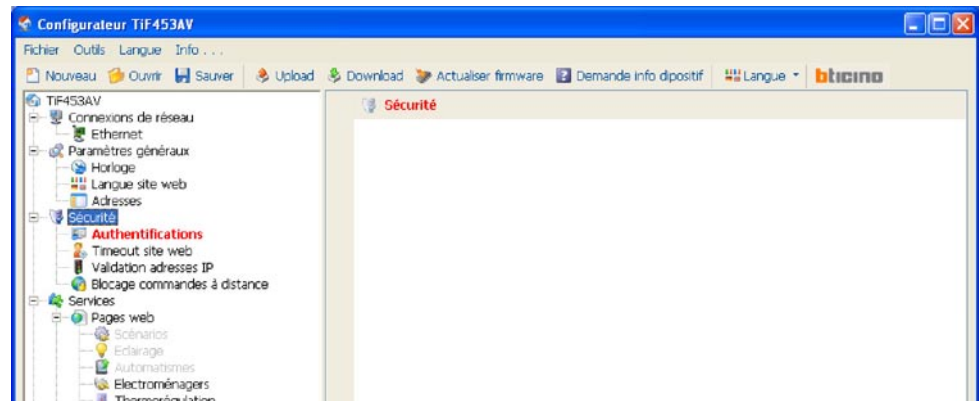 Configurateur TiF453AV
Fichier Outils Langue Info . . .
Nouveau Ouvrir Sauver Upload Download Actualiser firmware Demande info dipositif Langue bticino
TiF453AV
Sécurité
Connexions de réseau
Ethernet
Paramètres généraux
Horloge
Langue site web
Adresses
Sécurité
Authentifications
Timeout site web
Validation adresses IP
Blocage commandes à distance
Services
Pages web
Scénarios
Eclairage
Automatismes
Electroménagers
Thermorégulation